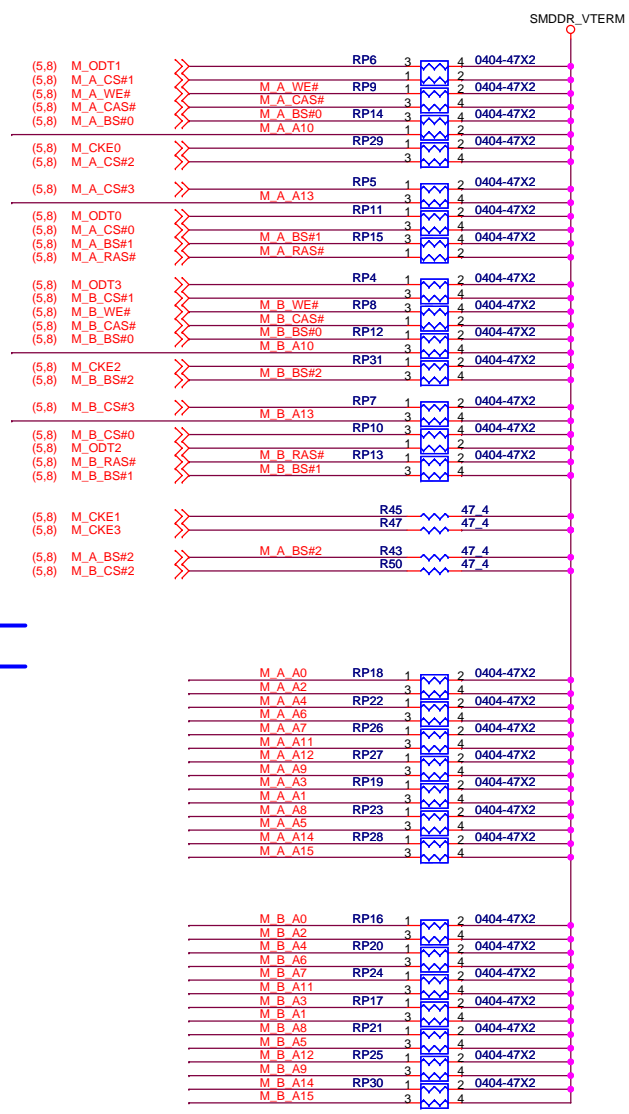 SMDDR_VTERM
(5,8) M_ODT1 RP6 3 4 0404-47X2
(5,8) M_A_CS#1 1 2
(5,8) M_A_WE# M_A_WE# RP9 1 2 0404-47X2
(5,8) M_A_CAS# M_A_CAS# 3 4
(5,8) M_A_BS#0 M_A_BS#0 RP14 3 4 0404-47X2
M_A_A10 1 2
(5,8) M_CKE0 RP29 1 2 0404-47X2
(5,8) M_A_CS#2 3 4
(5,8) M_A_CS#3 RP5 1 2 0404-47X2
M_A_A13 3 4
(5,8) M_ODT0 RP11 1 2 0404-47X2
(5,8) M_A_CS#0 3 4
(5,8) M_A_BS#1 M_A_BS#1 RP15 3 4 0404-47X2
(5,8) M_A_RAS# M_A_RAS# 1 2
(5,8) M_ODT3 RP4 1 2 0404-47X2
(5,8) M_B_CS#1 3 4
(5,8) M_B_WE# M_B_WE# RP8 3 4 0404-47X2
(5,8) M_B_CAS# M_B_CAS# 1 2
(5,8) M_B_BS#0 M_B_BS#0 RP12 1 2 0404-47X2
M_B_A10 3 4
(5,8) M_CKE2 RP31 1 2 0404-47X2
(5,8) M_B_BS#2 M_B_BS#2 3 4
(5,8) M_B_CS#3 RP7 1 2 0404-47X2
M_B_A13 3 4
(5,8) M_B_CS#0 RP10 3 4 0404-47X2
(5,8) M_ODT2 1 2
(5,8) M_B_RAS# M_B_RAS# RP13 1 2 0404-47X2
(5,8) M_B_BS#1 M_B_BS#1 3 4
(5,8) M_CKE1 R45 47_4
(5,8) M_CKE3 R47 47_4
(5,8) M_A_BS#2 M_A_BS#2 R43 47_4
(5,8) M_B_CS#2 R50 47_4
M_A_A0 RP18 1 2 0404-47X2
M_A_A2 3 4
M_A_A4 RP22 1 2 0404-47X2
M_A_A6 3 4
M_A_A7 RP26 1 2 0404-47X2
M_A_A11 3 4
M_A_A12 RP27 1 2 0404-47X2
M_A_A9 3 4
M_A_A3 RP19 1 2 0404-47X2
M_A_A1 3 4
M_A_A8 RP23 1 2 0404-47X2
M_A_A5 3 4
M_A_A14 RP28 1 2 0404-47X2
M_A_A15 3 4
M_B_A0 RP16 1 2 0404-47X2
M_B_A2 3 4
M_B_A4 RP20 1 2 0404-47X2
M_B_A6 3 4
M_B_A7 RP24 1 2 0404-47X2
M_B_A11 3 4
M_B_A3 RP17 1 2 0404-47X2
M_B_A1 3 4
M_B_A8 RP21 1 2 0404-47X2
M_B_A5 3 4
M_B_A12 RP25 1 2 0404-47X2
M_B_A9 3 4
M_B_A14 RP30 1 2 0404-47X2
M_B_A15 3 4